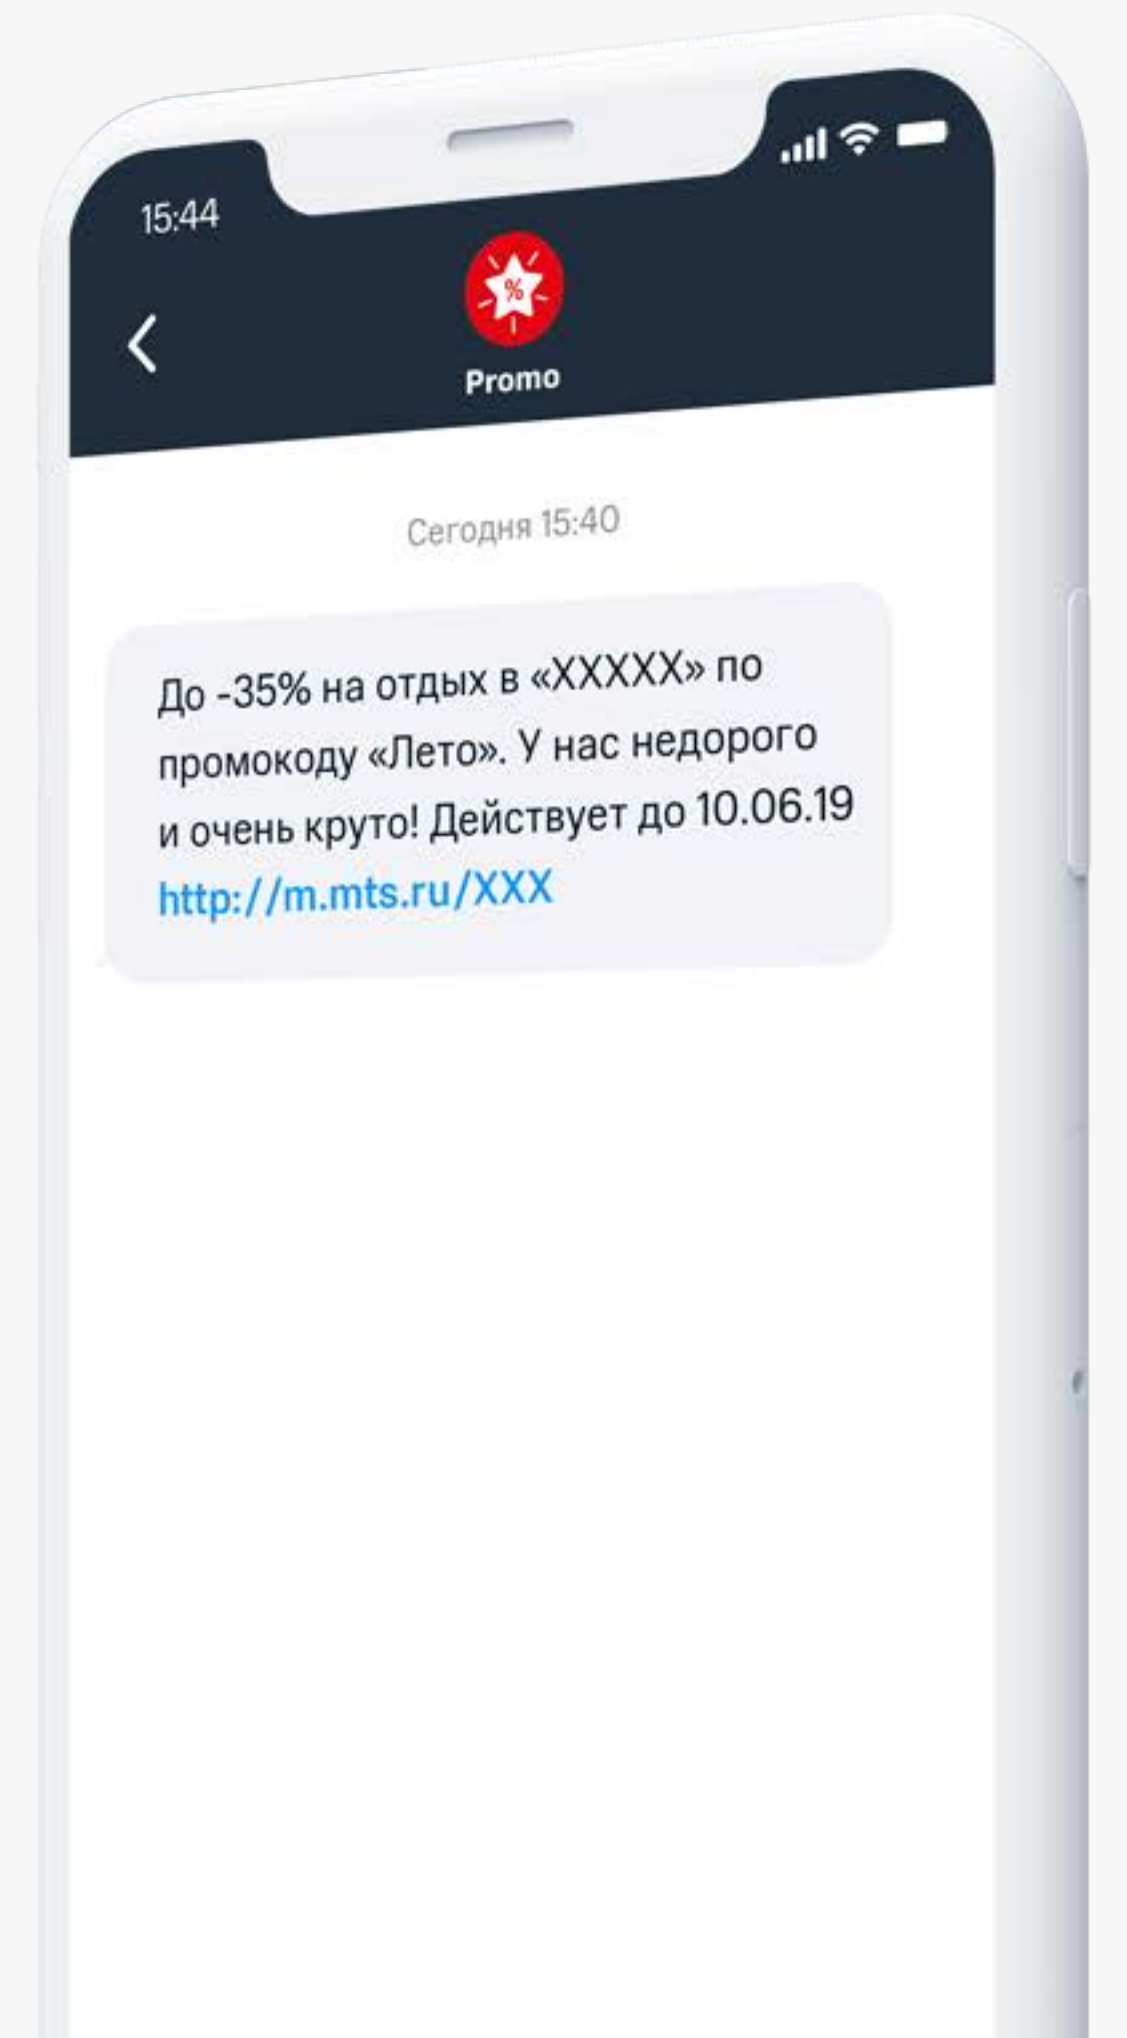 15:44
%
Promo
Сегодня 15:40
До -35% на отдых в «XXXXX» по
промокоду «Лето». У нас недорого
и очень круто! Действует до 10.06.19
http://m.mts.ru/XXX